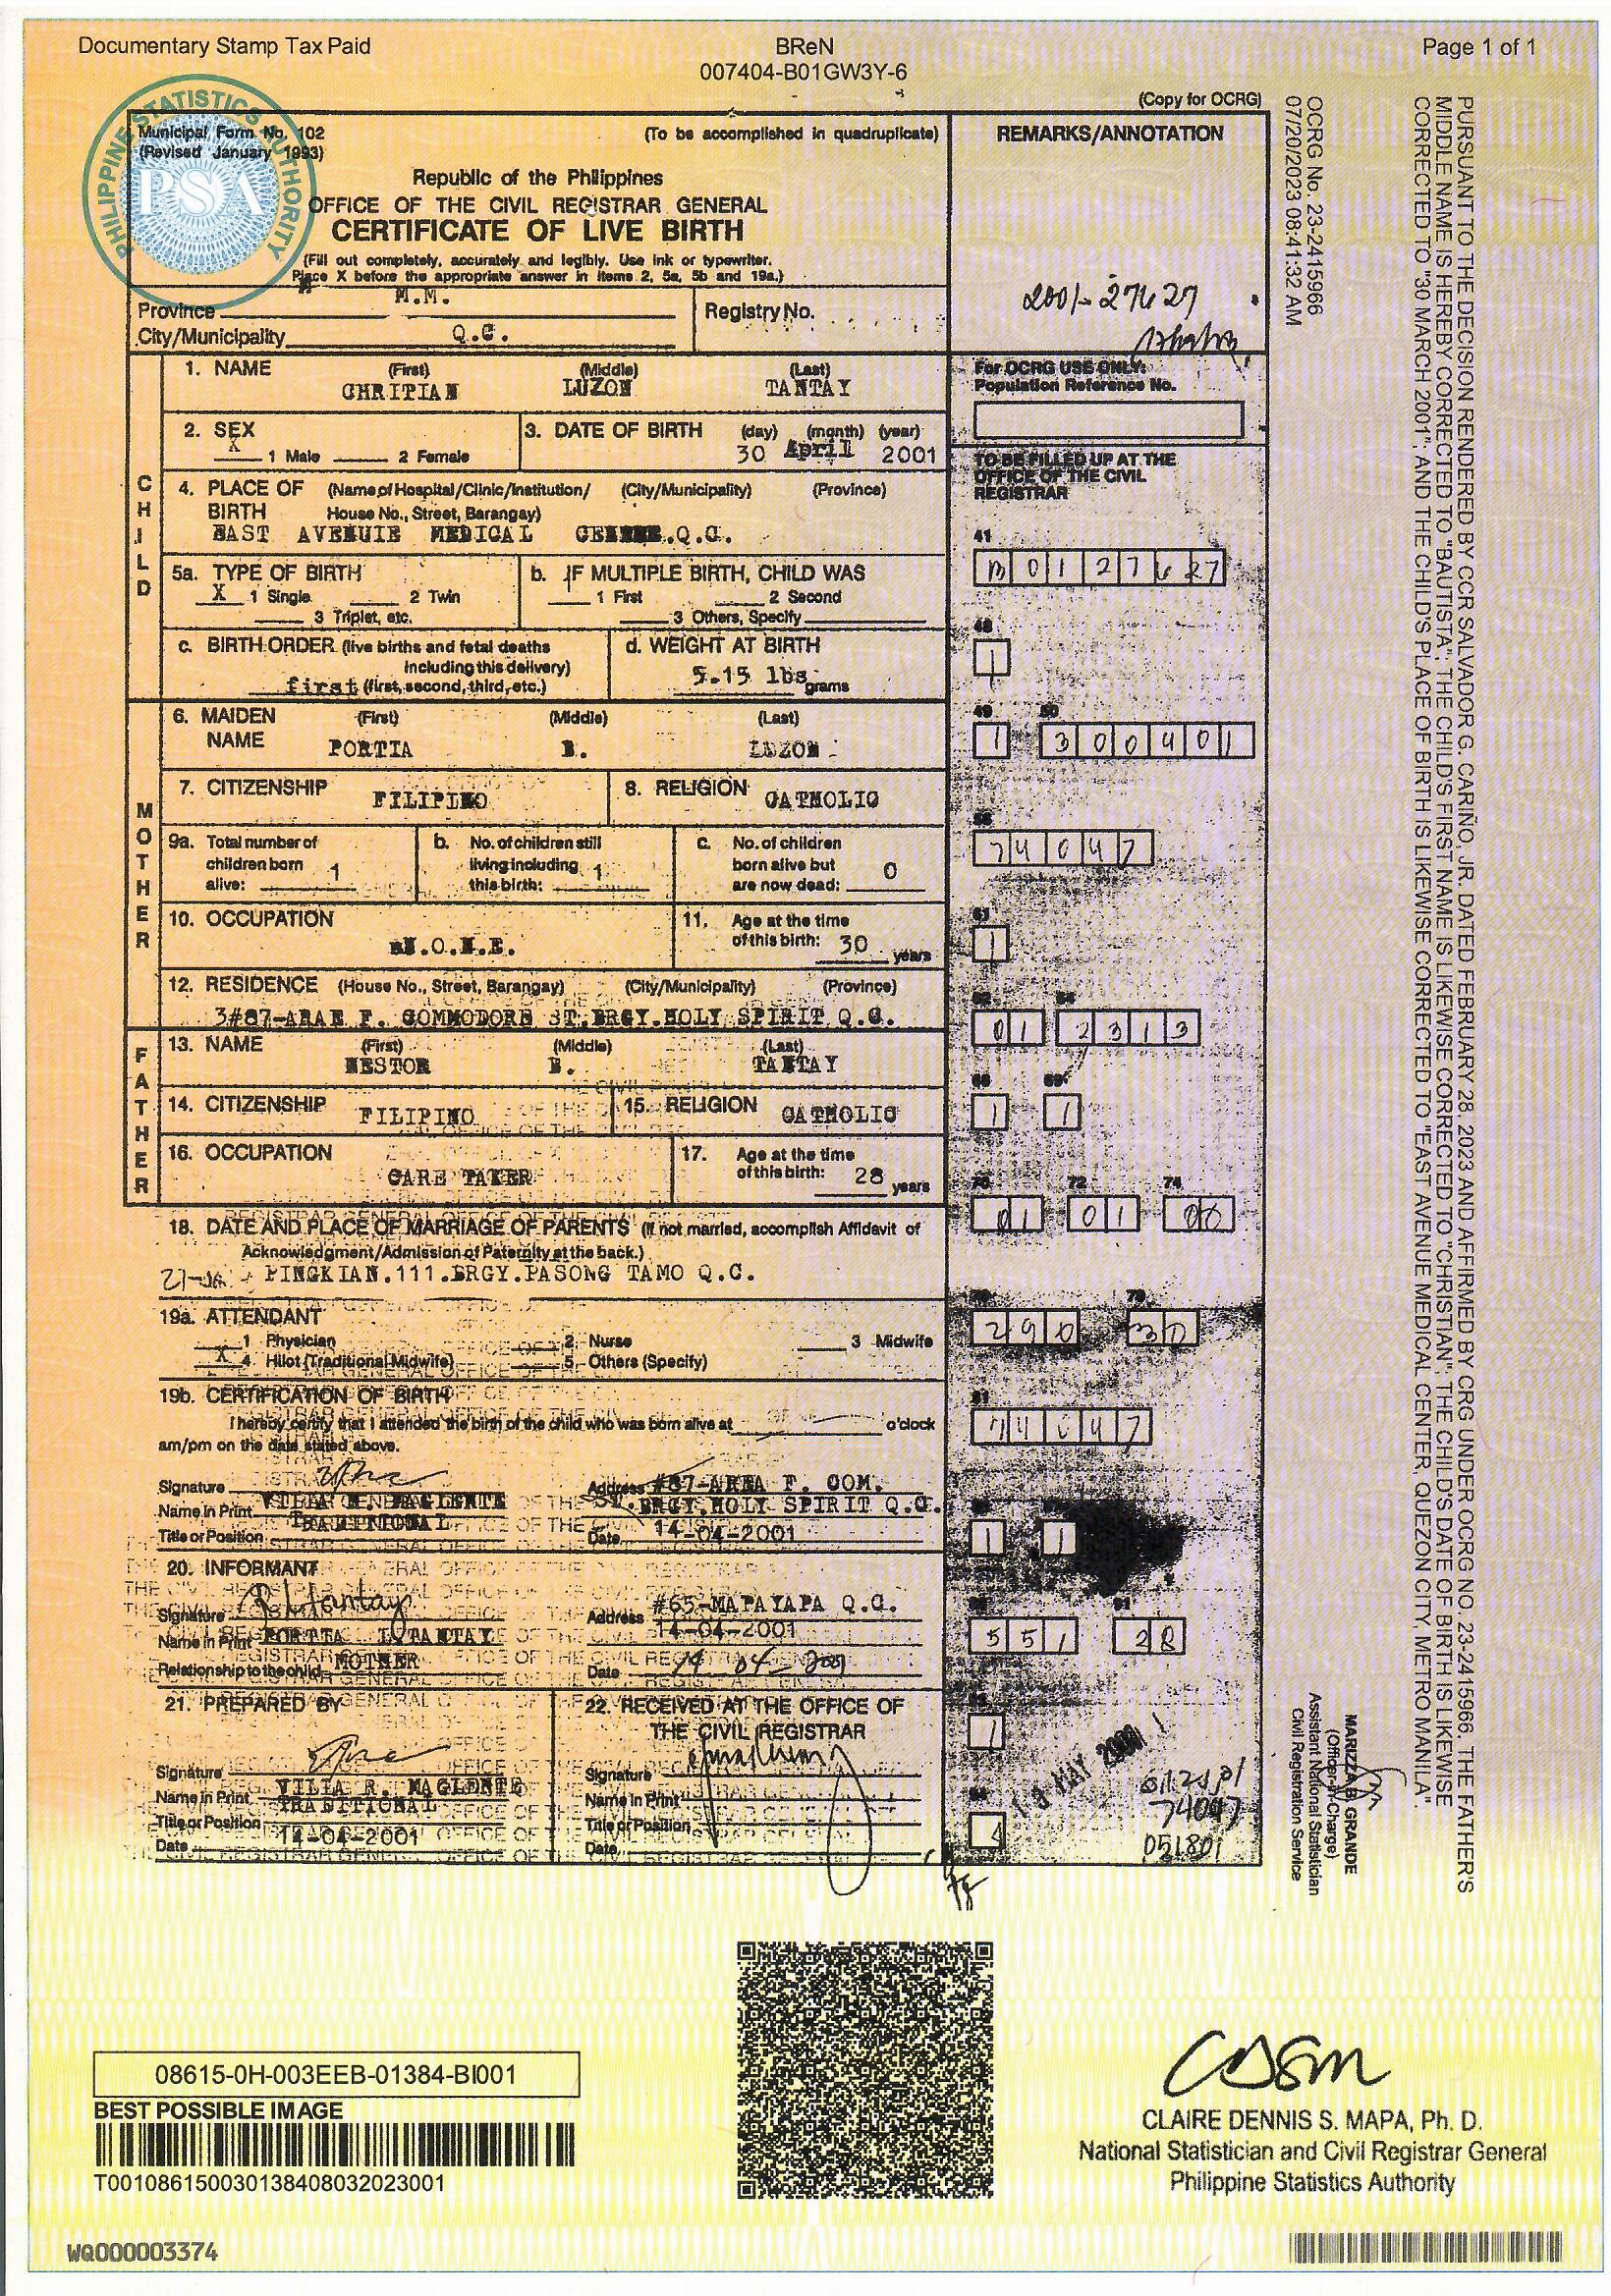 Documentary Stamp Tax Paid
BReN
007404-B01GW3Y-6
Page 1 of 1
(Copy for OCRG)
PHILIPPINE STATISTICS AUTHORITY
PSA
Municipal Form No. 102
(Revised January 1993)
(To be accomplished in quadruplicate)
REMARKS/ANNOTATION
Republic of the Philippines
OFFICE OF THE CIVIL REGISTRAR GENERAL
CERTIFICATE OF LIVE BIRTH
(Fill out completely, accurately and legibly. Use ink or typewriter.
Place X before the appropriate answer in items 2, 5a, 5b and 19a.)
Province M.M.
Registry No.
City/Municipality Q.C.
2001-27627
For OCRG USE ONLY:
Population Reference No.
CHILD
1. NAME (First) (Middle) (Last)
CHRITIAN LUZON TANTAY
2. SEX
X 1 Male 2 Female
3. DATE OF BIRTH (day) (month) (year)
30 April 2001
TO BE FILLED UP AT THE
OFFICE OF THE CIVIL
REGISTRAR
4. PLACE OF (Name of Hospital/Clinic/Institution/ (City/Municipality) (Province)
BIRTH House No., Street, Barangay)
EAST AVENUIE MEDICAL Q.C.
41
B0127627
5a. TYPE OF BIRTH
X 1 Single 2 Twin
3 Triplet, etc.
b. IF MULTIPLE BIRTH, CHILD WAS
1 First 2 Second
3 Others, Specify
c. BIRTH ORDER (live births and fetal deaths
including this delivery)
first (first, second, third, etc.)
d. WEIGHT AT BIRTH
5.15 lbs grams
48
1
MOTHER
6. MAIDEN (First) (Middle) (Last)
NAME PORTIA B. LUZON
49 50
1 300401
7. CITIZENSHIP FILIPINO
8. RELIGION CATHOLIC
9a. Total number of
children born
alive: 1
b. No. of children still
living including
this birth: 1
c. No. of children
born alive but
are now dead: 0
56
74047
10. OCCUPATION
N.O.N.E.
11. Age at the time
of this birth: 30 years
61
1
12. RESIDENCE (House No., Street, Barangay) (City/Municipality) (Province)
3#87-ARAE F. COMMODORE ST.BRGY.HOLY SPIRIT Q.C.
62 64
01 2313
FATHER
13. NAME (First) (Middle) (Last)
NESTOR B. TANTAY
14. CITIZENSHIP FILIPINO
15. RELIGION CATHOLIC
68 69
1 1
16. OCCUPATION
CARE TAKER
17. Age at the time
of this birth: 28 years
70 72 74
01 01 00
18. DATE AND PLACE OF MARRIAGE OF PARENTS (If not married, accomplish Affidavit of
Acknowledgment/Admission of Paternity at the back.)
PINGKIAN.111.BRGY.PASONG TAMO Q.C.
19a. ATTENDANT
1 Physician 2 Nurse 3 Midwife
X 4 Hilot (Traditional Midwife) 5 Others (Specify)
76 79
290 30
19b. CERTIFICATION OF BIRTH
I hereby certify that I attended the birth of the child who was born alive at o'clock
am/pm on the date stated above.
81
74047
Signature
Name in Print MAGLENTE
Title or Position TRADITIONAL
Address #87-AREA F. COM.
ST.BRGY.HOLY SPIRIT Q.C.
Date 14-04-2001
1 1
20. INFORMANT
Signature
Name in Print PORTIA L. TANTAY
Relationship to the child MOTHER
Address #65-MAPAYAPA Q.C.
14-04-2001
Date 14 04 2001
551 28
21. PREPARED BY
Signature
Name in Print VILIA R. MAGLENTE
Title or Position TRADITIONAL
Date 14-04-2001
22. RECEIVED AT THE OFFICE OF
THE CIVIL REGISTRAR
Signature
Name in Print
Title or Position
Date
1
18 MAY 2001
74047
4
051801
OCRG No. 23-2415966
07/20/2023 08:41:32 AM
PURSUANT TO THE DECISION RENDERED BY CCR SALVADOR G. CARIÑO, JR. DATED FEBRUARY 28, 2023 AND AFFIRMED BY CRG UNDER OCRG NO. 23-2415966, THE FATHER'S
MIDDLE NAME IS HEREBY CORRECTED TO "BAUTISTA"; THE CHILD'S FIRST NAME IS LIKEWISE CORRECTED TO "CHRISTIAN"; THE CHILD'S DATE OF BIRTH IS LIKEWISE
CORRECTED TO "30 MARCH 2001"; AND THE CHILD'S PLACE OF BIRTH IS LIKEWISE CORRECTED TO "EAST AVENUE MEDICAL CENTER, QUEZON CITY, METRO MANILA".
MARIZZA B. GRANDE
(Officer-in-Charge)
Assistant National Statistician
Civil Registration Service
08615-0H-003EEB-01384-BI001
BEST POSSIBLE IMAGE
T001086150030138408032023001
CLAIRE DENNIS S. MAPA, Ph. D.
National Statistician and Civil Registrar General
Philippine Statistics Authority
WQ000003374